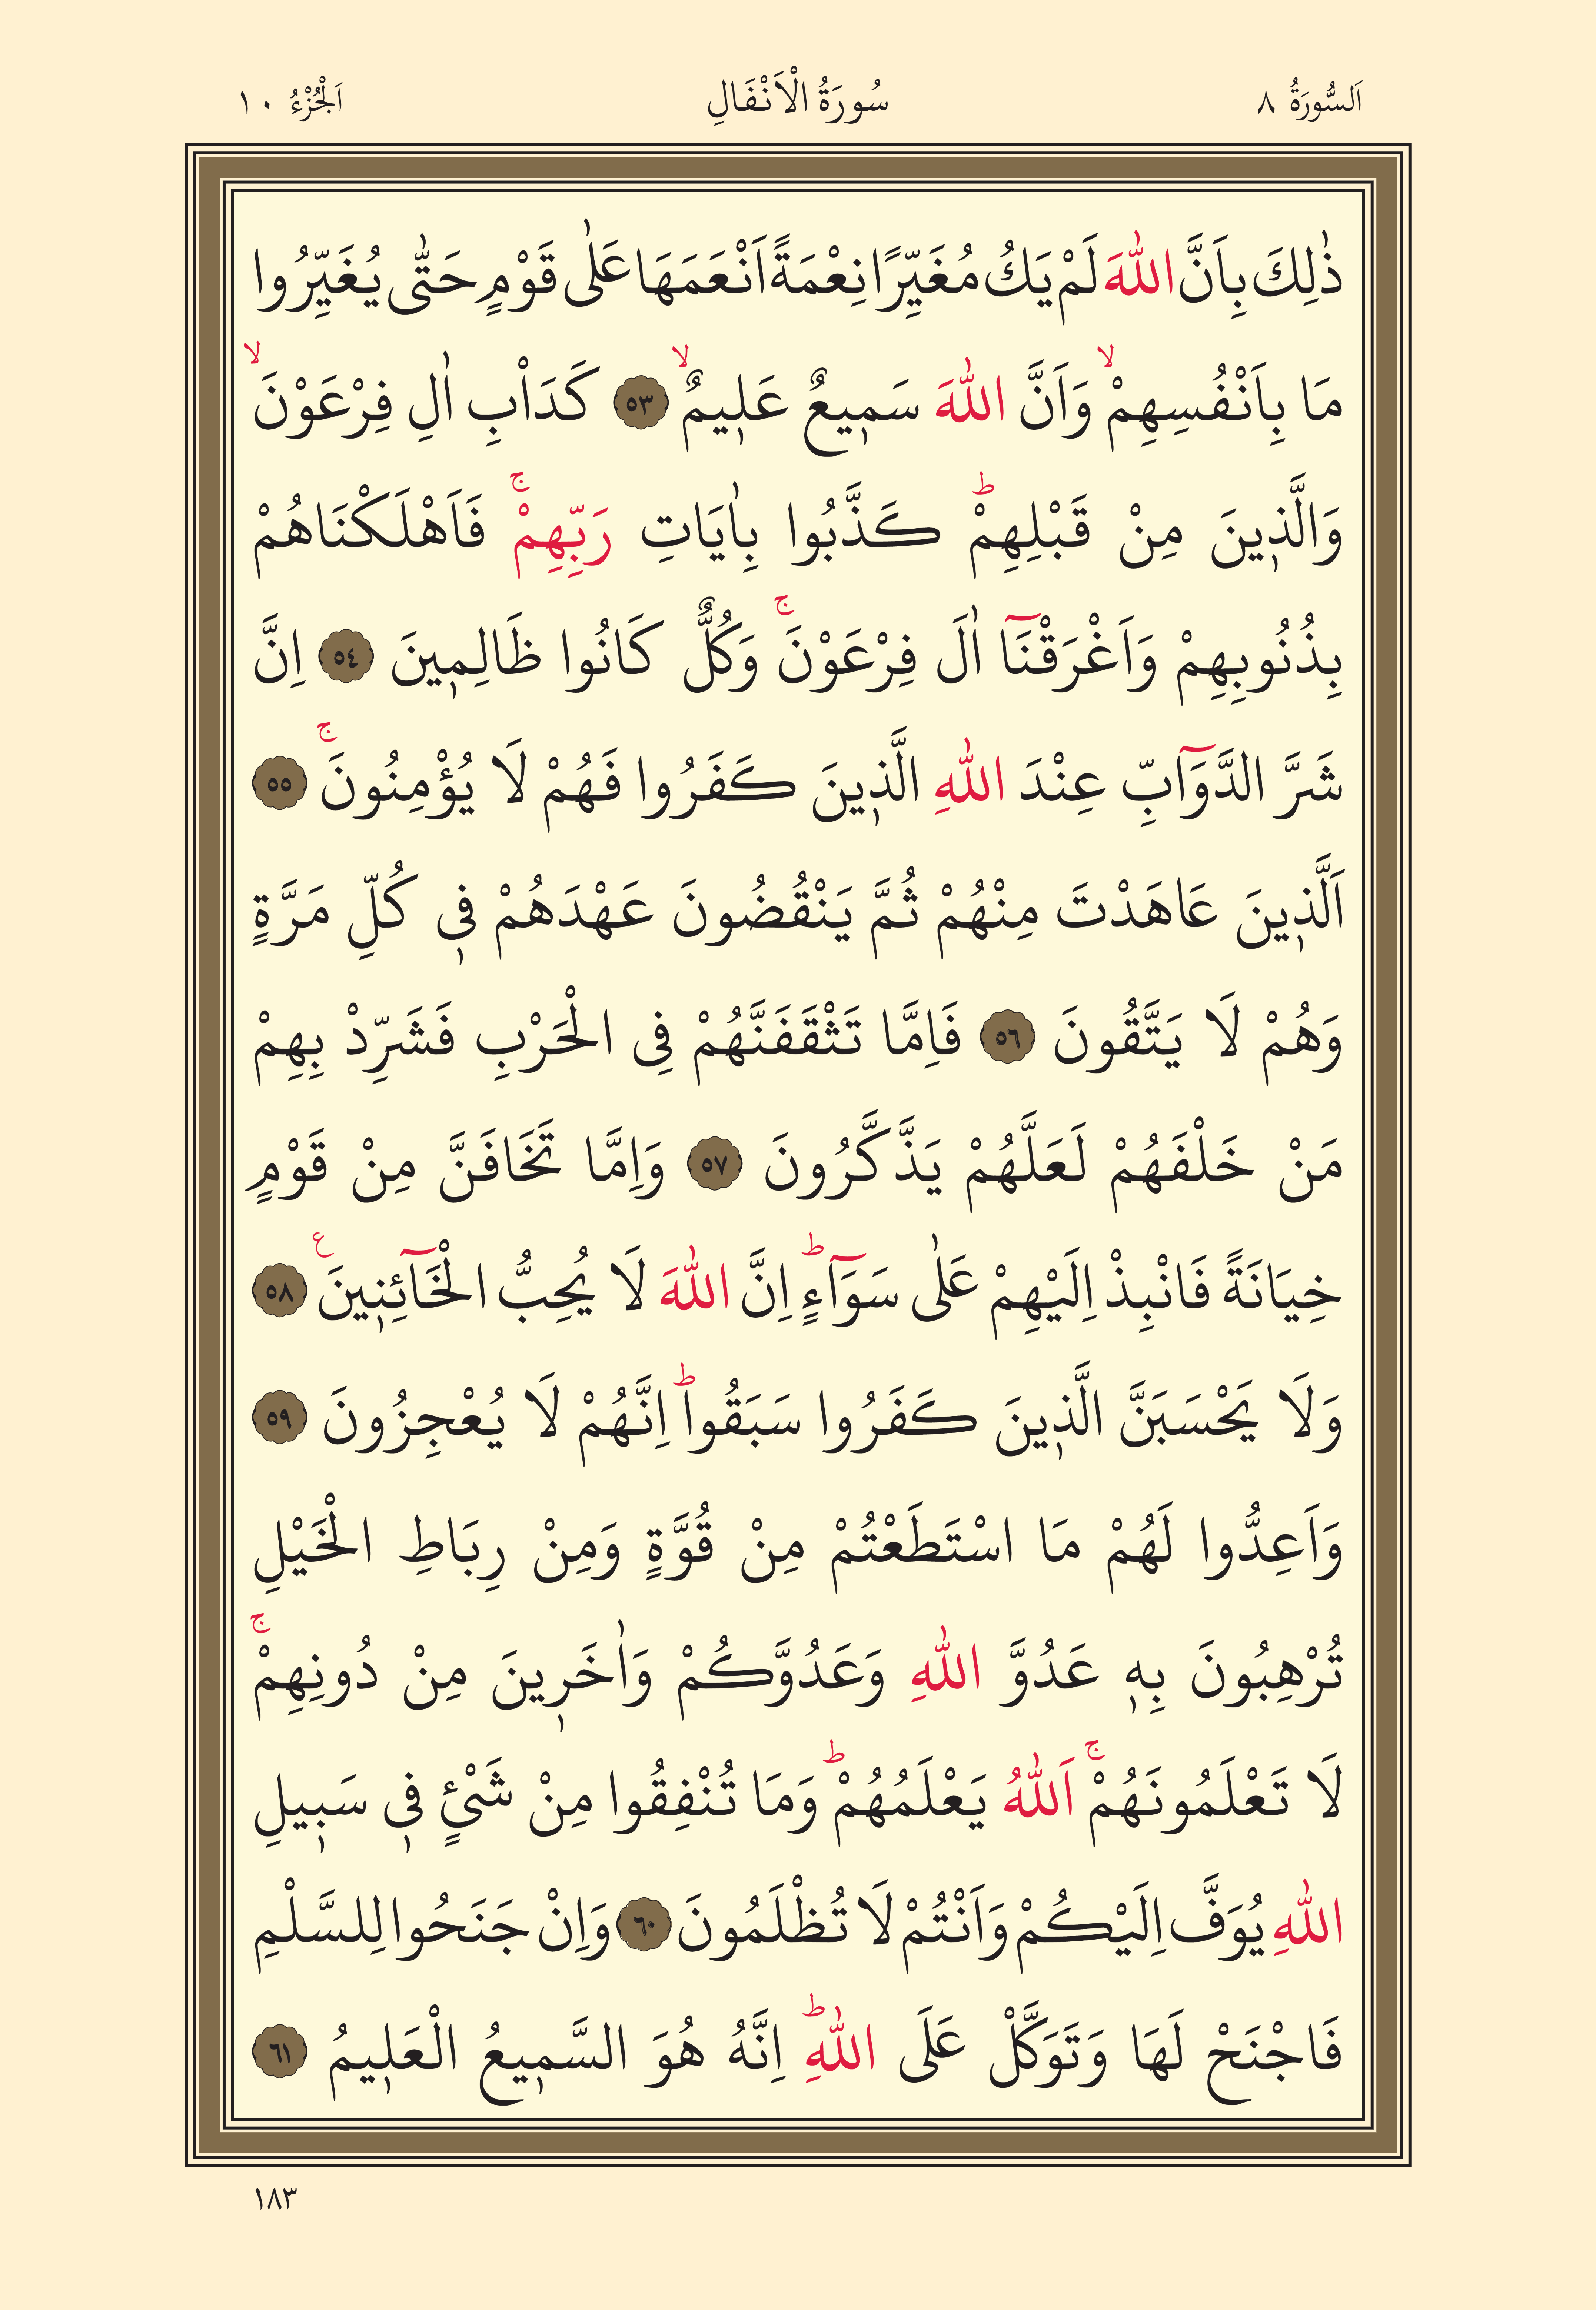 اَلسُّورَةُ ٨
سُورَةُ الْاَنْفَالِ
اَلْجُزْءُ ١٠
ذٰلِكَ بِاَنَّ اللّٰهَ لَمْ يَكُ مُغَيِّرًا نِعْمَةً اَنْعَمَهَا عَلٰى قَوْمٍ حَتّٰى يُغَيِّرُوا
مَا بِاَنْفُسِهِمْۙ وَاَنَّ اللّٰهَ سَم۪يعٌ عَل۪يمٌۙ ٥٣ كَدَاْبِ اٰلِ فِرْعَوْنَۙ
وَالَّذ۪ينَ مِنْ قَبْلِهِمْۜ كَذَّبُوا بِاٰيَاتِ رَبِّهِمْۚ فَاَهْلَكْنَاهُمْ
بِذُنُوبِهِمْ وَاَغْرَقْنَٓا اٰلَ فِرْعَوْنَۚ وَكُلٌّ كَانُوا ظَالِم۪ينَ ٥٤ اِنَّ
شَرَّ الدَّوَٓابِّ عِنْدَ اللّٰهِ الَّذ۪ينَ كَفَرُوا فَهُمْ لَا يُؤْمِنُونَۚ ٥٥
اَلَّذ۪ينَ عَاهَدْتَ مِنْهُمْ ثُمَّ يَنْقُضُونَ عَهْدَهُمْ ف۪ي كُلِّ مَرَّةٍ
وَهُمْ لَا يَتَّقُونَ ٥٦ فَاِمَّا تَثْقَفَنَّهُمْ فِي الْحَرْبِ فَشَرِّدْ بِهِمْ
مَنْ خَلْفَهُمْ لَعَلَّهُمْ يَذَّكَّرُونَ ٥٧ وَاِمَّا تَخَافَنَّ مِنْ قَوْمٍ
خِيَانَةً فَانْبِذْ اِلَيْهِمْ عَلٰى سَوَٓاءٍۜ اِنَّ اللّٰهَ لَا يُحِبُّ الْخَٓائِن۪ينَ ع ٥٨
وَلَا يَحْسَبَنَّ الَّذ۪ينَ كَفَرُوا سَبَقُواۜ اِنَّهُمْ لَا يُعْجِزُونَ ٥٩
وَاَعِدُّوا لَهُمْ مَا اسْتَطَعْتُمْ مِنْ قُوَّةٍ وَمِنْ رِبَاطِ الْخَيْلِ
تُرْهِبُونَ بِه۪ عَدُوَّ اللّٰهِ وَعَدُوَّكُمْ وَاٰخَر۪ينَ مِنْ دُونِهِمْۚ
لَا تَعْلَمُونَهُمْۚ اَللّٰهُ يَعْلَمُهُمْۜ وَمَا تُنْفِقُوا مِنْ شَيْئٍ ف۪ي سَب۪يلِ
اللّٰهِ يُوَفَّ اِلَيْكُمْ وَاَنْتُمْ لَا تُظْلَمُونَ ٦٠ وَاِنْ جَنَحُوا لِلسَّلْمِ
فَاجْنَحْ لَهَا وَتَوَكَّلْ عَلَى اللّٰهِۜ اِنَّهُ هُوَ السَّم۪يعُ الْعَل۪يمُ ٦١
١٨٣